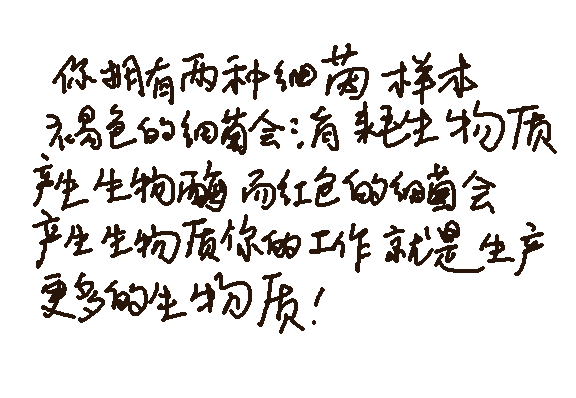 你拥有两种细菌样本
褐色的细菌会消耗生物质
产生生物酶而红色的细菌会
产生生物质你的工作就是生产
更多的生物质！